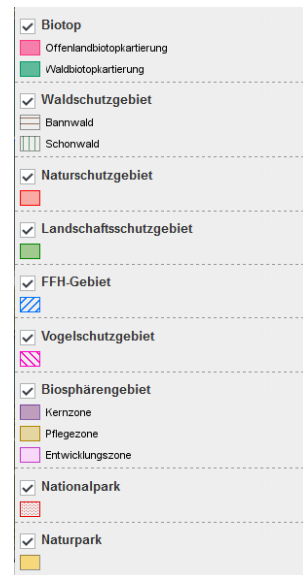 Biotop
Offenlandbiotopkartierung
Waldbiotopkartierung
Waldschutzgebiet
Bannwald
Schonwald
Naturschutzgebiet
Landschaftsschutzgebiet
FFH-Gebiet
Vogelschutzgebiet
Biosphärengebiet
Kernzone
Pflegezone
Entwicklungszone
Nationalpark
Naturpark